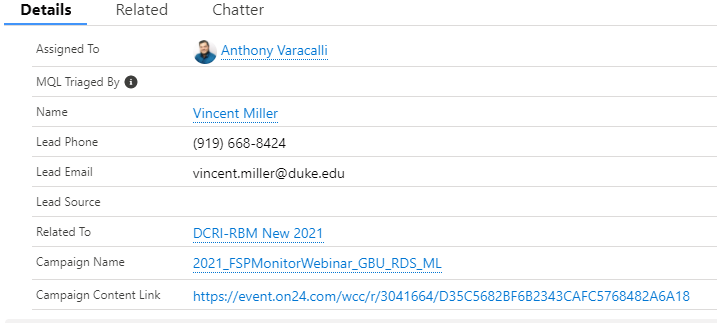 Details Related Chatter
Assigned To Anthony Varacalli
MQL Triaged By
Name Vincent Miller
Lead Phone (919) 668-8424
Lead Email vincent.miller@duke.edu
Lead Source
Related To DCRI-RBM New 2021
Campaign Name 2021_FSPMonitorWebinar_GBU_RDS_ML
Campaign Content Link https://event.on24.com/wcc/r/3041664/D35C5682BF6B2343CAFC5768482A6A18